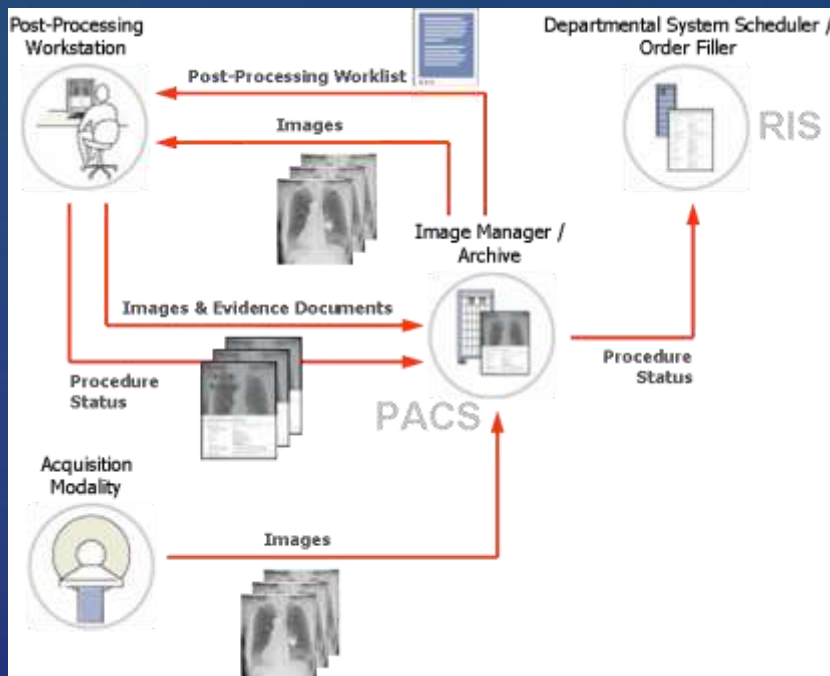 Post-Processing
Workstation
Departmental System Scheduler /
Order Filler
Post-Processing Worklist
RIS
Images
Image Manager /
Archive
Images & Evidence Documents
Procedure
Status
Procedure
Status
PACS
Acquisition
Modality
Images